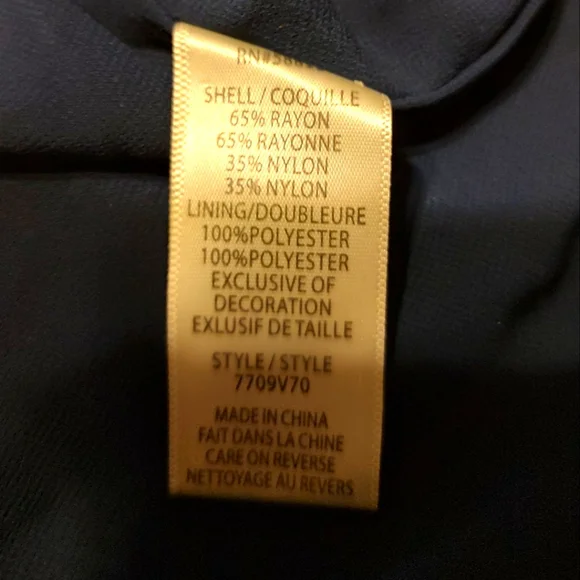 SHELL / COQUILLE
65% RAYON
65% RAYONNE
35% NYLON
35% NYLON
LINING/DOUBLEURE
100%POLYESTER
100%POLYESTER
EXCLUSIVE OF
DECORATION
EXLUSIF DE TAILLE
STYLE / STYLE
7709V70
MADE IN CHINA
FAIT DANS LA CHINE
CARE ON REVERSE
NETTOYAGE AU REVERS